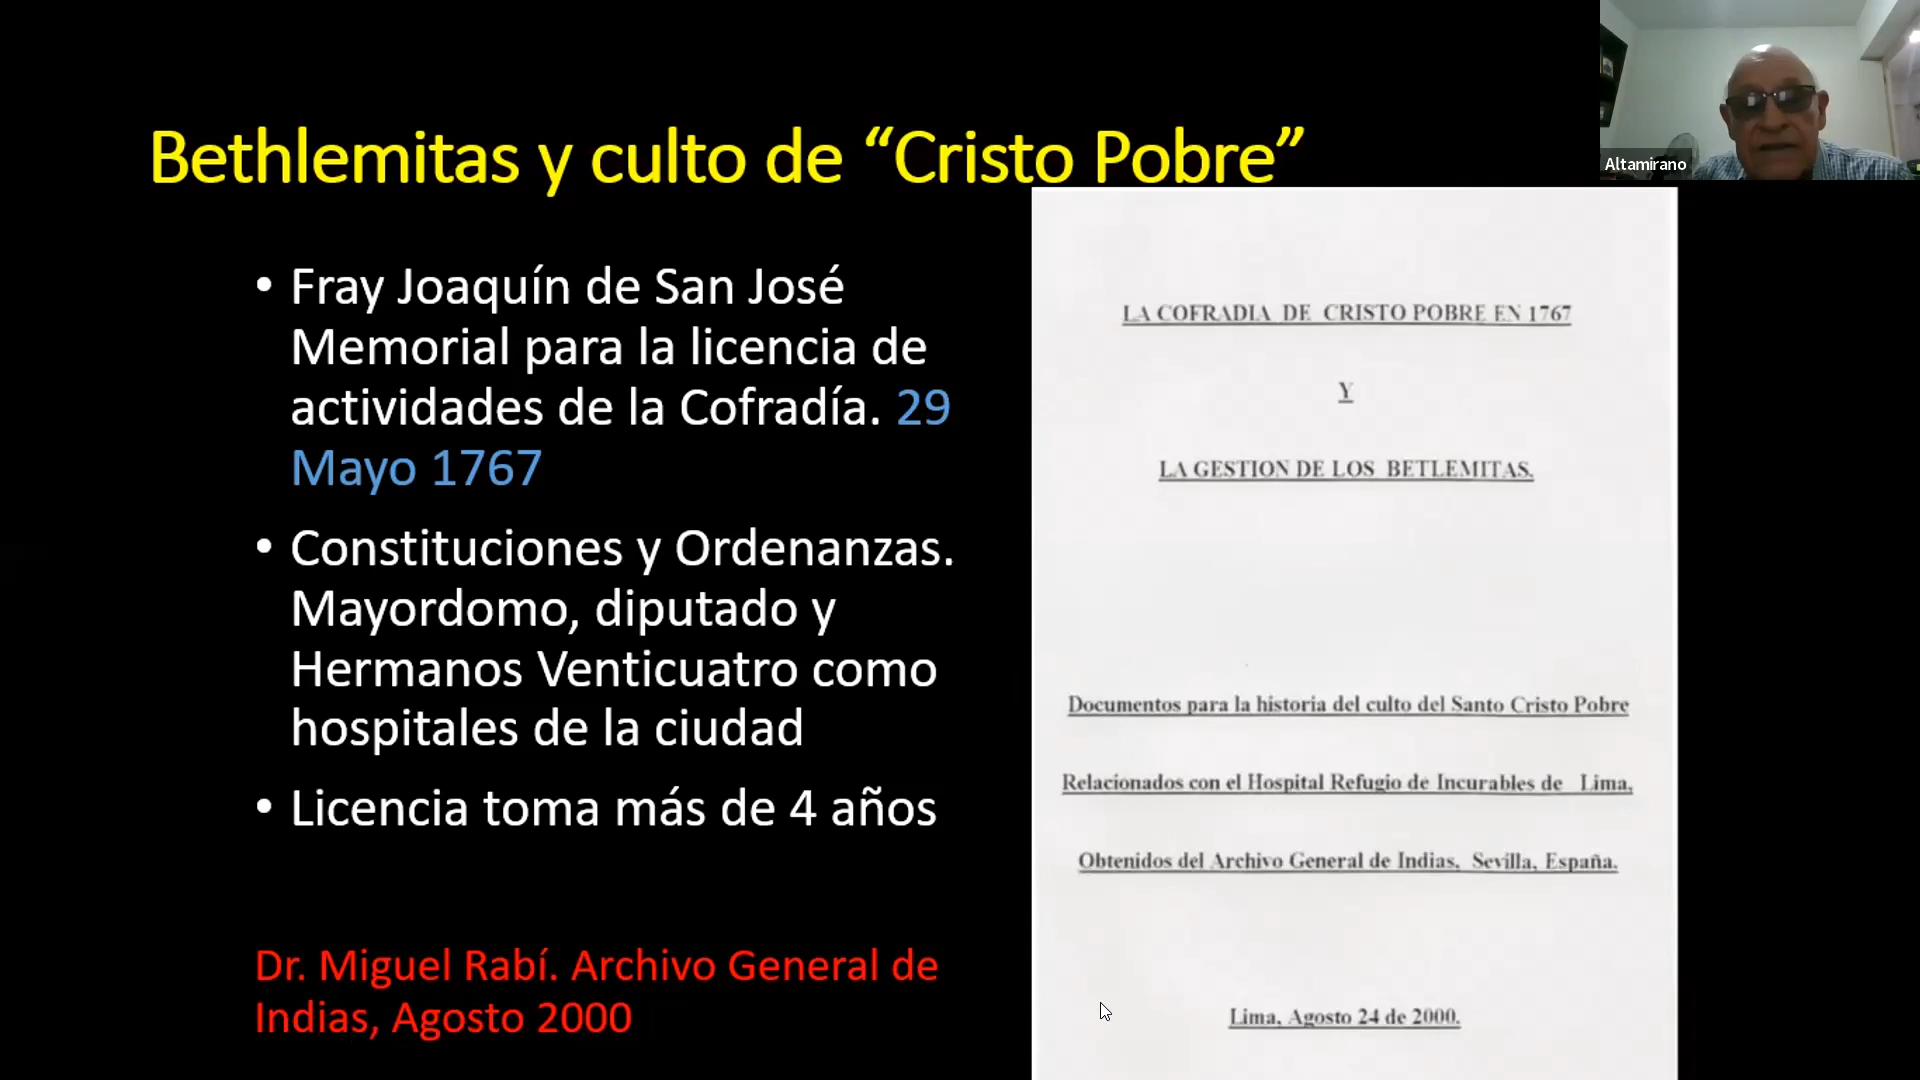 Bethlemitas y culto de “Cristo Pobre”
Altamirano
• Fray Joaquín de San José
Memorial para la licencia de
actividades de la Cofradía. 29
Mayo 1767
• Constituciones y Ordenanzas.
Mayordomo, diputado y
Hermanos Venticuatro como
hospitales de la ciudad
• Licencia toma más de 4 años
Dr. Miguel Rabí. Archivo General de
Indias, Agosto 2000
LA COFRADIA DE CRISTO POBRE EN 1767
Y
LA GESTION DE LOS BETLEMITAS.
Documentos para la historia del culto del Santo Cristo Pobre
Relacionados con el Hospital Refugio de Incurables de Lima,
Obtenidos del Archivo General de Indias. Sevilla, España.
Lima, Agosto 24 de 2000.